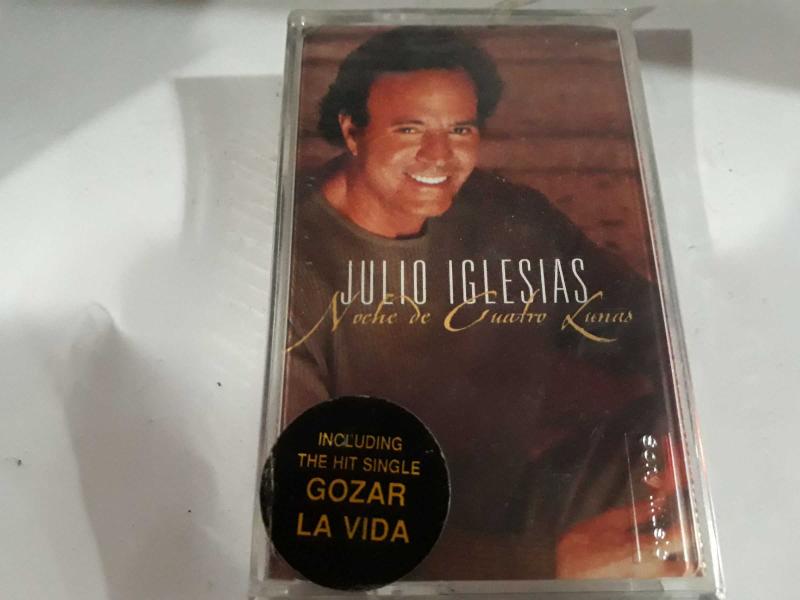 JULIO IGLESIAS
Noche de Cuatro Lunas
INCLUDING
THE HIT SINGLE
GOZAR
LA VIDA